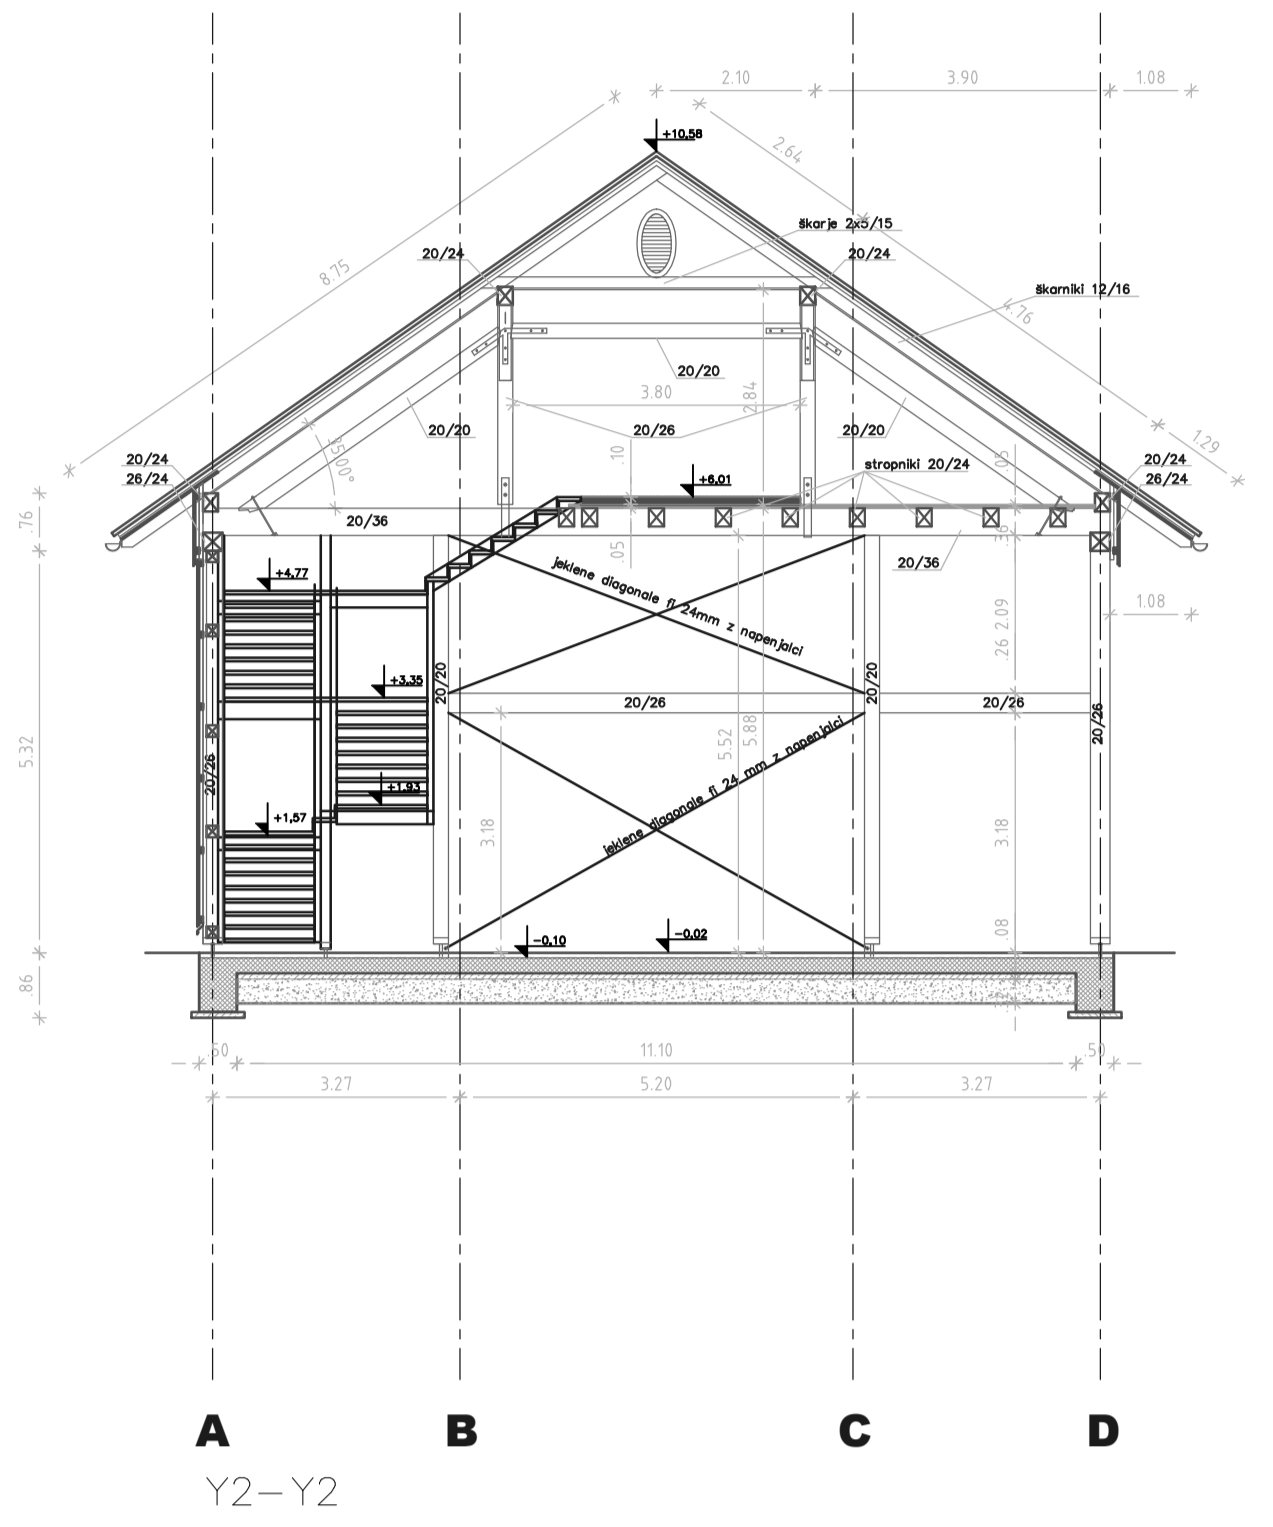 2.10 3.90 1.08
+10.58
2.64
škarje 2x5/15
20/24 20/24
8.75
škarniki 12/16
4.76
20/20
3.80
2.84
20/20 20/26 20/20
35.00°
1.29
20/24 .10 stropniki 20/24 .05 20/24
26/24 +6.01 26/24
.76
20/36
.36
.05
20/36
+4.77
jeklene diagonale fi 24mm z napenjalci
2.09
1.08
.26
+3.35 20/20 20/20
20/26 20/26
20/26
5.32
5.52
5.88
20/26
jeklene diagonale fi 24 mm z napenjalci
+1.93
+1.57
3.18 3.18
-0.10 -0.02
.08
.86
.50 11.10 .50
3.27 5.20 3.27
A B C D
Y2-Y2